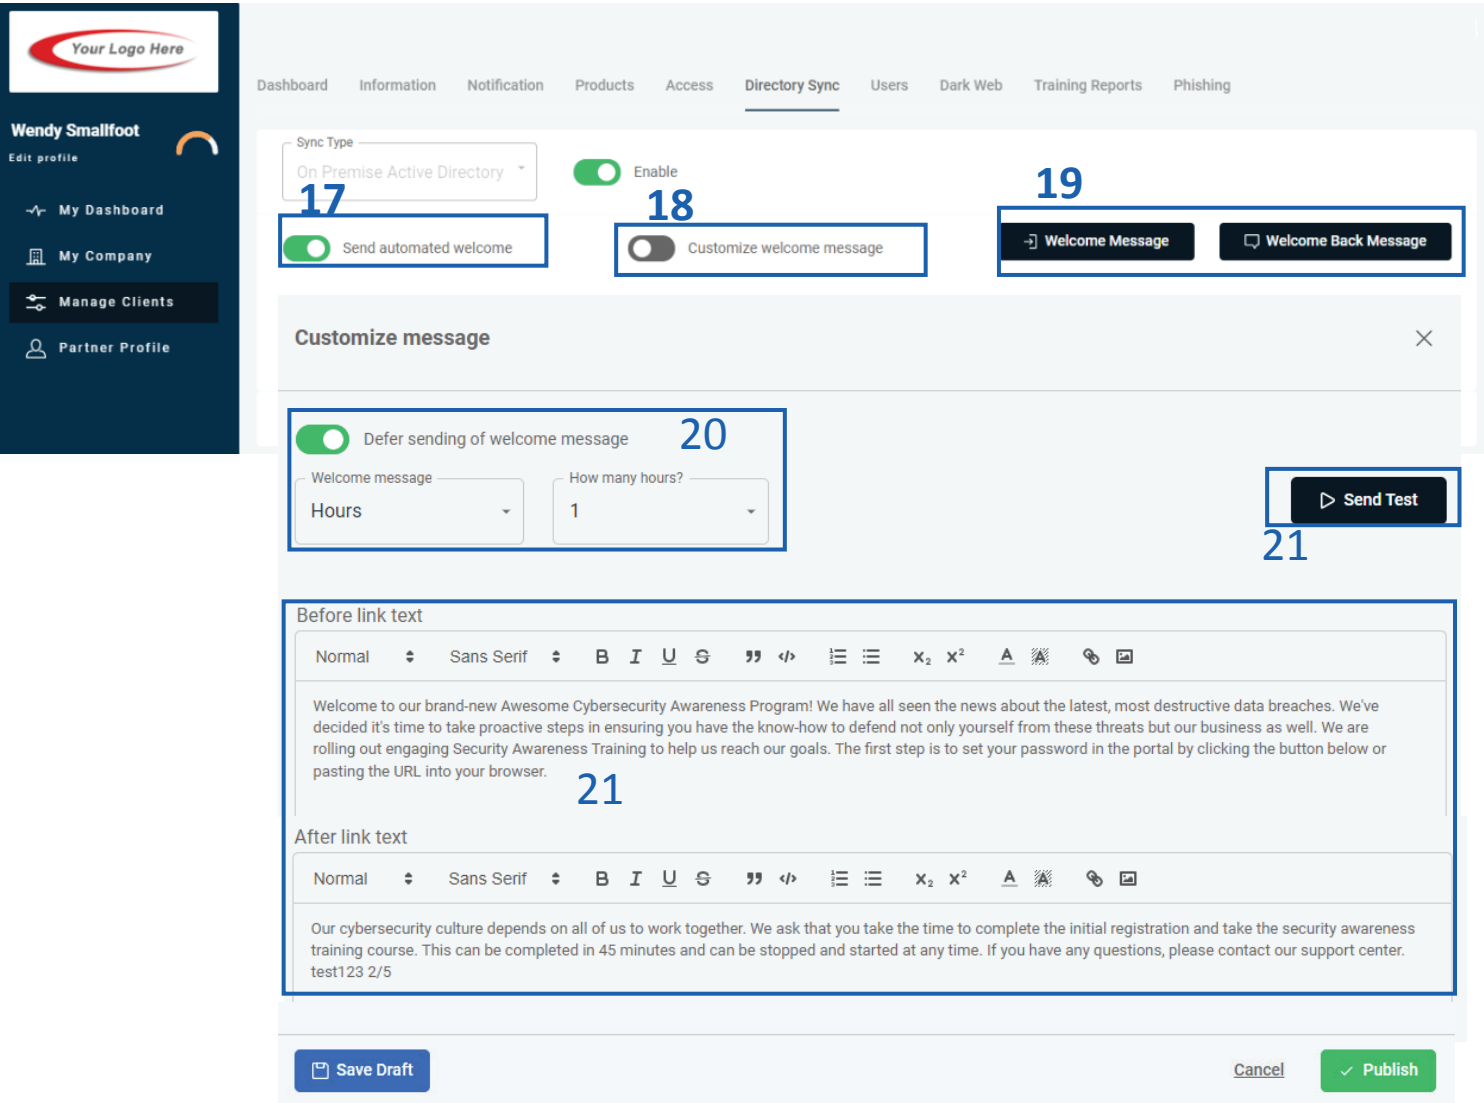 Your Logo Here
Wendy Smallfoot
Edit profile
My Dashboard
My Company
Manage Clients
Partner Profile
Dashboard Information Notification Products Access Directory Sync Users Dark Web Training Reports Phishing
Sync Type
On Premise Active Directory
Enable
17
18
19
Send automated welcome
Customize welcome message
Welcome Message
Welcome Back Message
Customize message
Defer sending of welcome message
20
Welcome message
Hours
How many hours?
1
Send Test
21
Before link text
Normal Sans Serif B I U S ” </> X₂ X² A A
Welcome to our brand-new Awesome Cybersecurity Awareness Program! We have all seen the news about the latest, most destructive data breaches. We've
decided it's time to take proactive steps in ensuring you have the know-how to defend not only yourself from these threats but our business as well. We are
rolling out engaging Security Awareness Training to help us reach our goals. The first step is to set your password in the portal by clicking the button below or
pasting the URL into your browser.
21
After link text
Normal Sans Serif B I U S ” </> X₂ X² A A
Our cybersecurity culture depends on all of us to work together. We ask that you take the time to complete the initial registration and take the security awareness
training course. This can be completed in 45 minutes and can be stopped and started at any time. If you have any questions, please contact our support center.
test123 2/5
Save Draft
Cancel
Publish